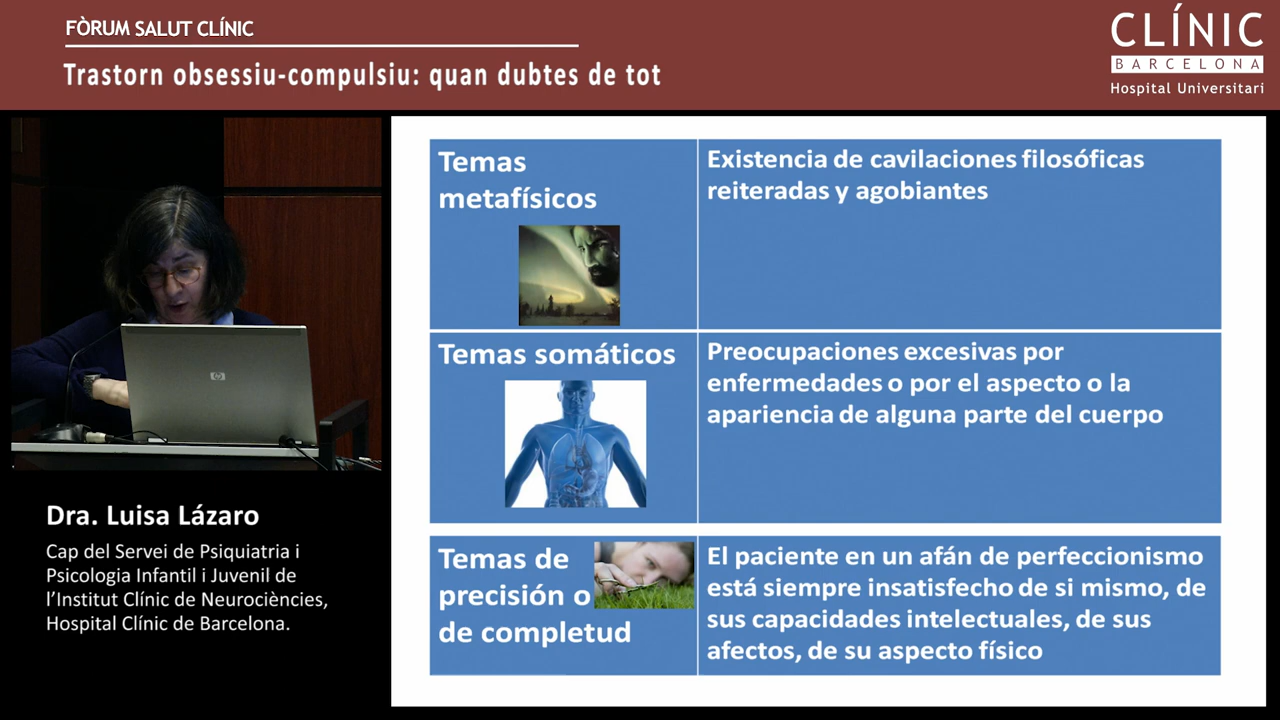 FÒRUM SALUT CLÍNIC
Trastorn obsessiu-compulsiu: quan dubtes de tot
CLÍNIC
BARCELONA
Hospital Universitari
Temas
metafísicos
Existencia de cavilaciones filosóficas
reiteradas y agobiantes
Temas somáticos
Preocupaciones excesivas por
enfermedades o por el aspecto o la
apariencia de alguna parte del cuerpo
Temas de
precisión o
de completud
El paciente en un afán de perfeccionismo
está siempre insatisfecho de si mismo, de
sus capacidades intelectuales, de sus
afectos, de su aspecto físico
hp
Dra. Luisa Lázaro
Cap del Servei de Psiquiatria i
Psicologia Infantil i Juvenil de
l'Institut Clínic de Neurociències,
Hospital Clínic de Barcelona.